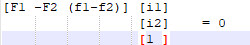 [F1 -F2 (f1-f2)] [i1]
[i2] = 0
[1 ]